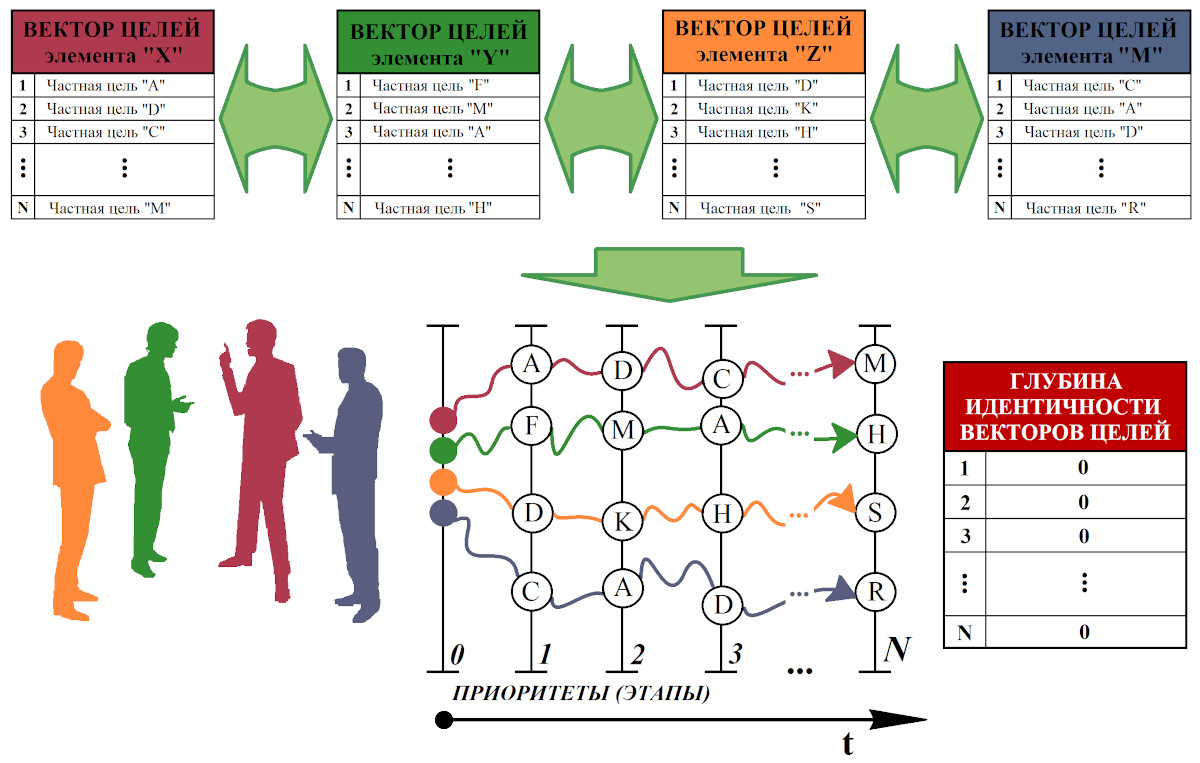 ВЕКТОР ЦЕЛЕЙ
элемента "X"
1 Частная цель "A"
2 Частная цель "D"
3 Частная цель "C"
⋮ ⋮
N Частная цель "M"
ВЕКТОР ЦЕЛЕЙ
элемента "Y"
1 Частная цель "F"
2 Частная цель "M"
3 Частная цель "A"
⋮ ⋮
N Частная цель "H"
ВЕКТОР ЦЕЛЕЙ
элемента "Z"
1 Частная цель "D"
2 Частная цель "K"
3 Частная цель "H"
⋮ ⋮
N Частная цель "S"
ВЕКТОР ЦЕЛЕЙ
элемента "M"
1 Частная цель "C"
2 Частная цель "A"
3 Частная цель "D"
⋮ ⋮
N Частная цель "R"
A D C ... M
F M A ... H
D K H ... S
C A D ... R
0 1 2 3 ... N
ПРИОРИТЕТЫ (ЭТАПЫ)
t
ГЛУБИНА
ИДЕНТИЧНОСТИ
ВЕКТОРОВ ЦЕЛЕЙ
1 0
2 0
3 0
⋮ ⋮
N 0